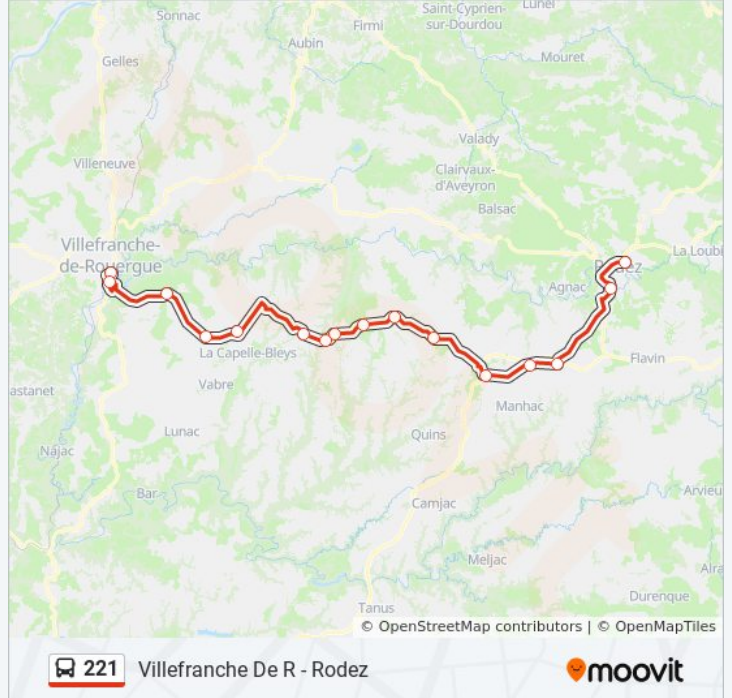 Sonnac
Saint-Cyprien-
sur-Dourdou
Firmi
Aubin
Gelles
Mouret
Valady
Villeneuve
Clairvaux-
d'Aveyron
Balsac
Villefranche-
de-Rouergue
La Loubi
Rodez
Agnac
La Capelle-Bleys
Flavin
Vabre
astanet
Manhac
Lunac
Quins
Najac
Bar
Arvieu
Camjac
Meljac
Alra
Durenque
Tanus
© OpenStreetMap contributors | © OpenMapTiles
221 Villefranche De R - Rodez
moovit